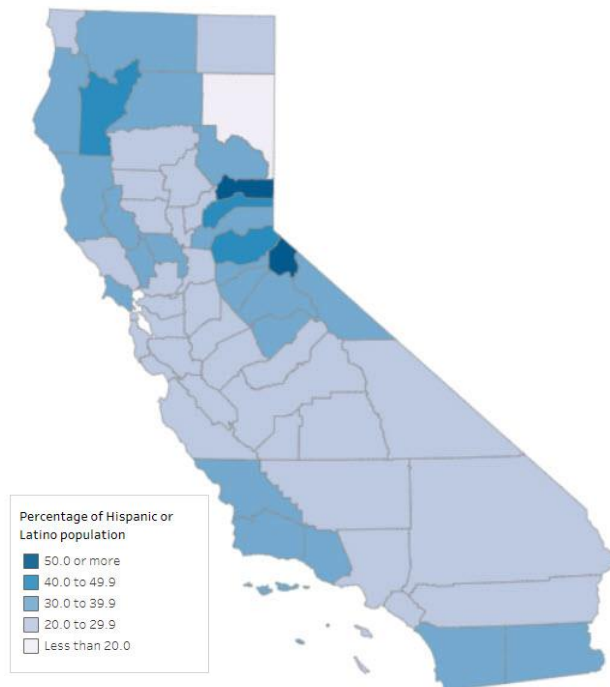 Percentage of Hispanic or
Latino population
50.0 or more
40.0 to 49.9
30.0 to 39.9
20.0 to 29.9
Less than 20.0